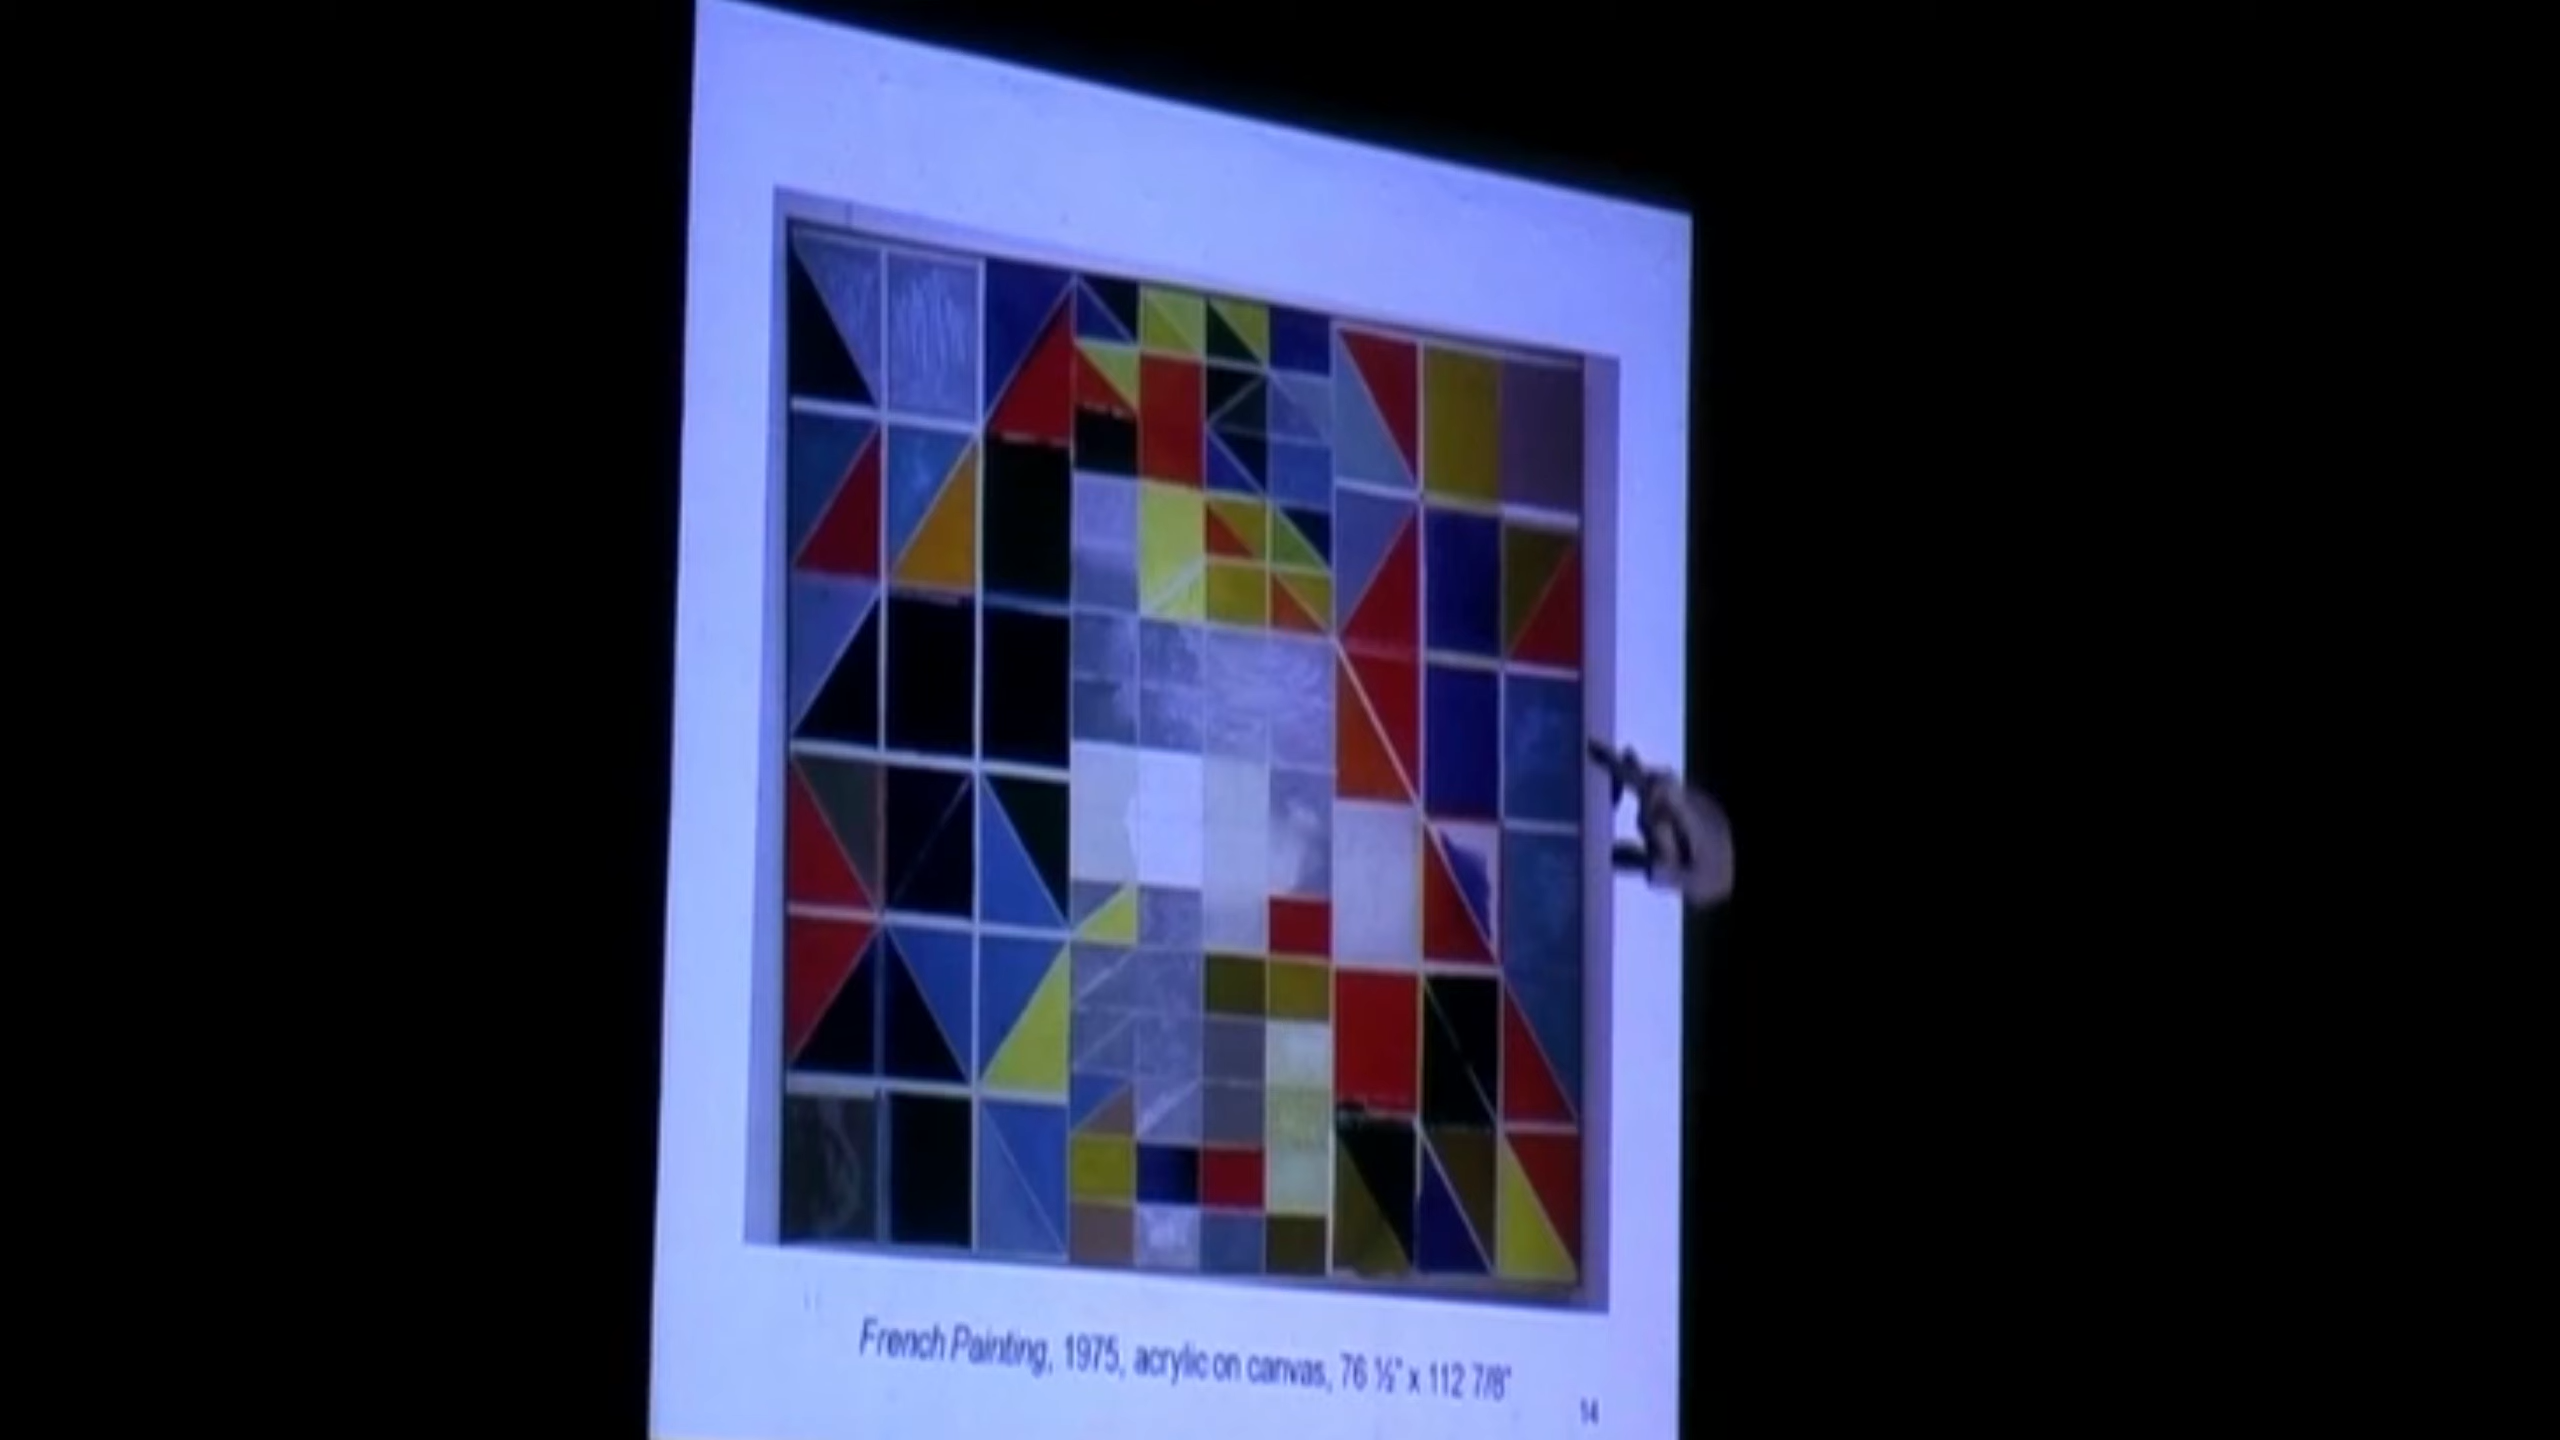 French Painting, 1975, acrylic on canvas, 76 ½" x 112 7/8"
14